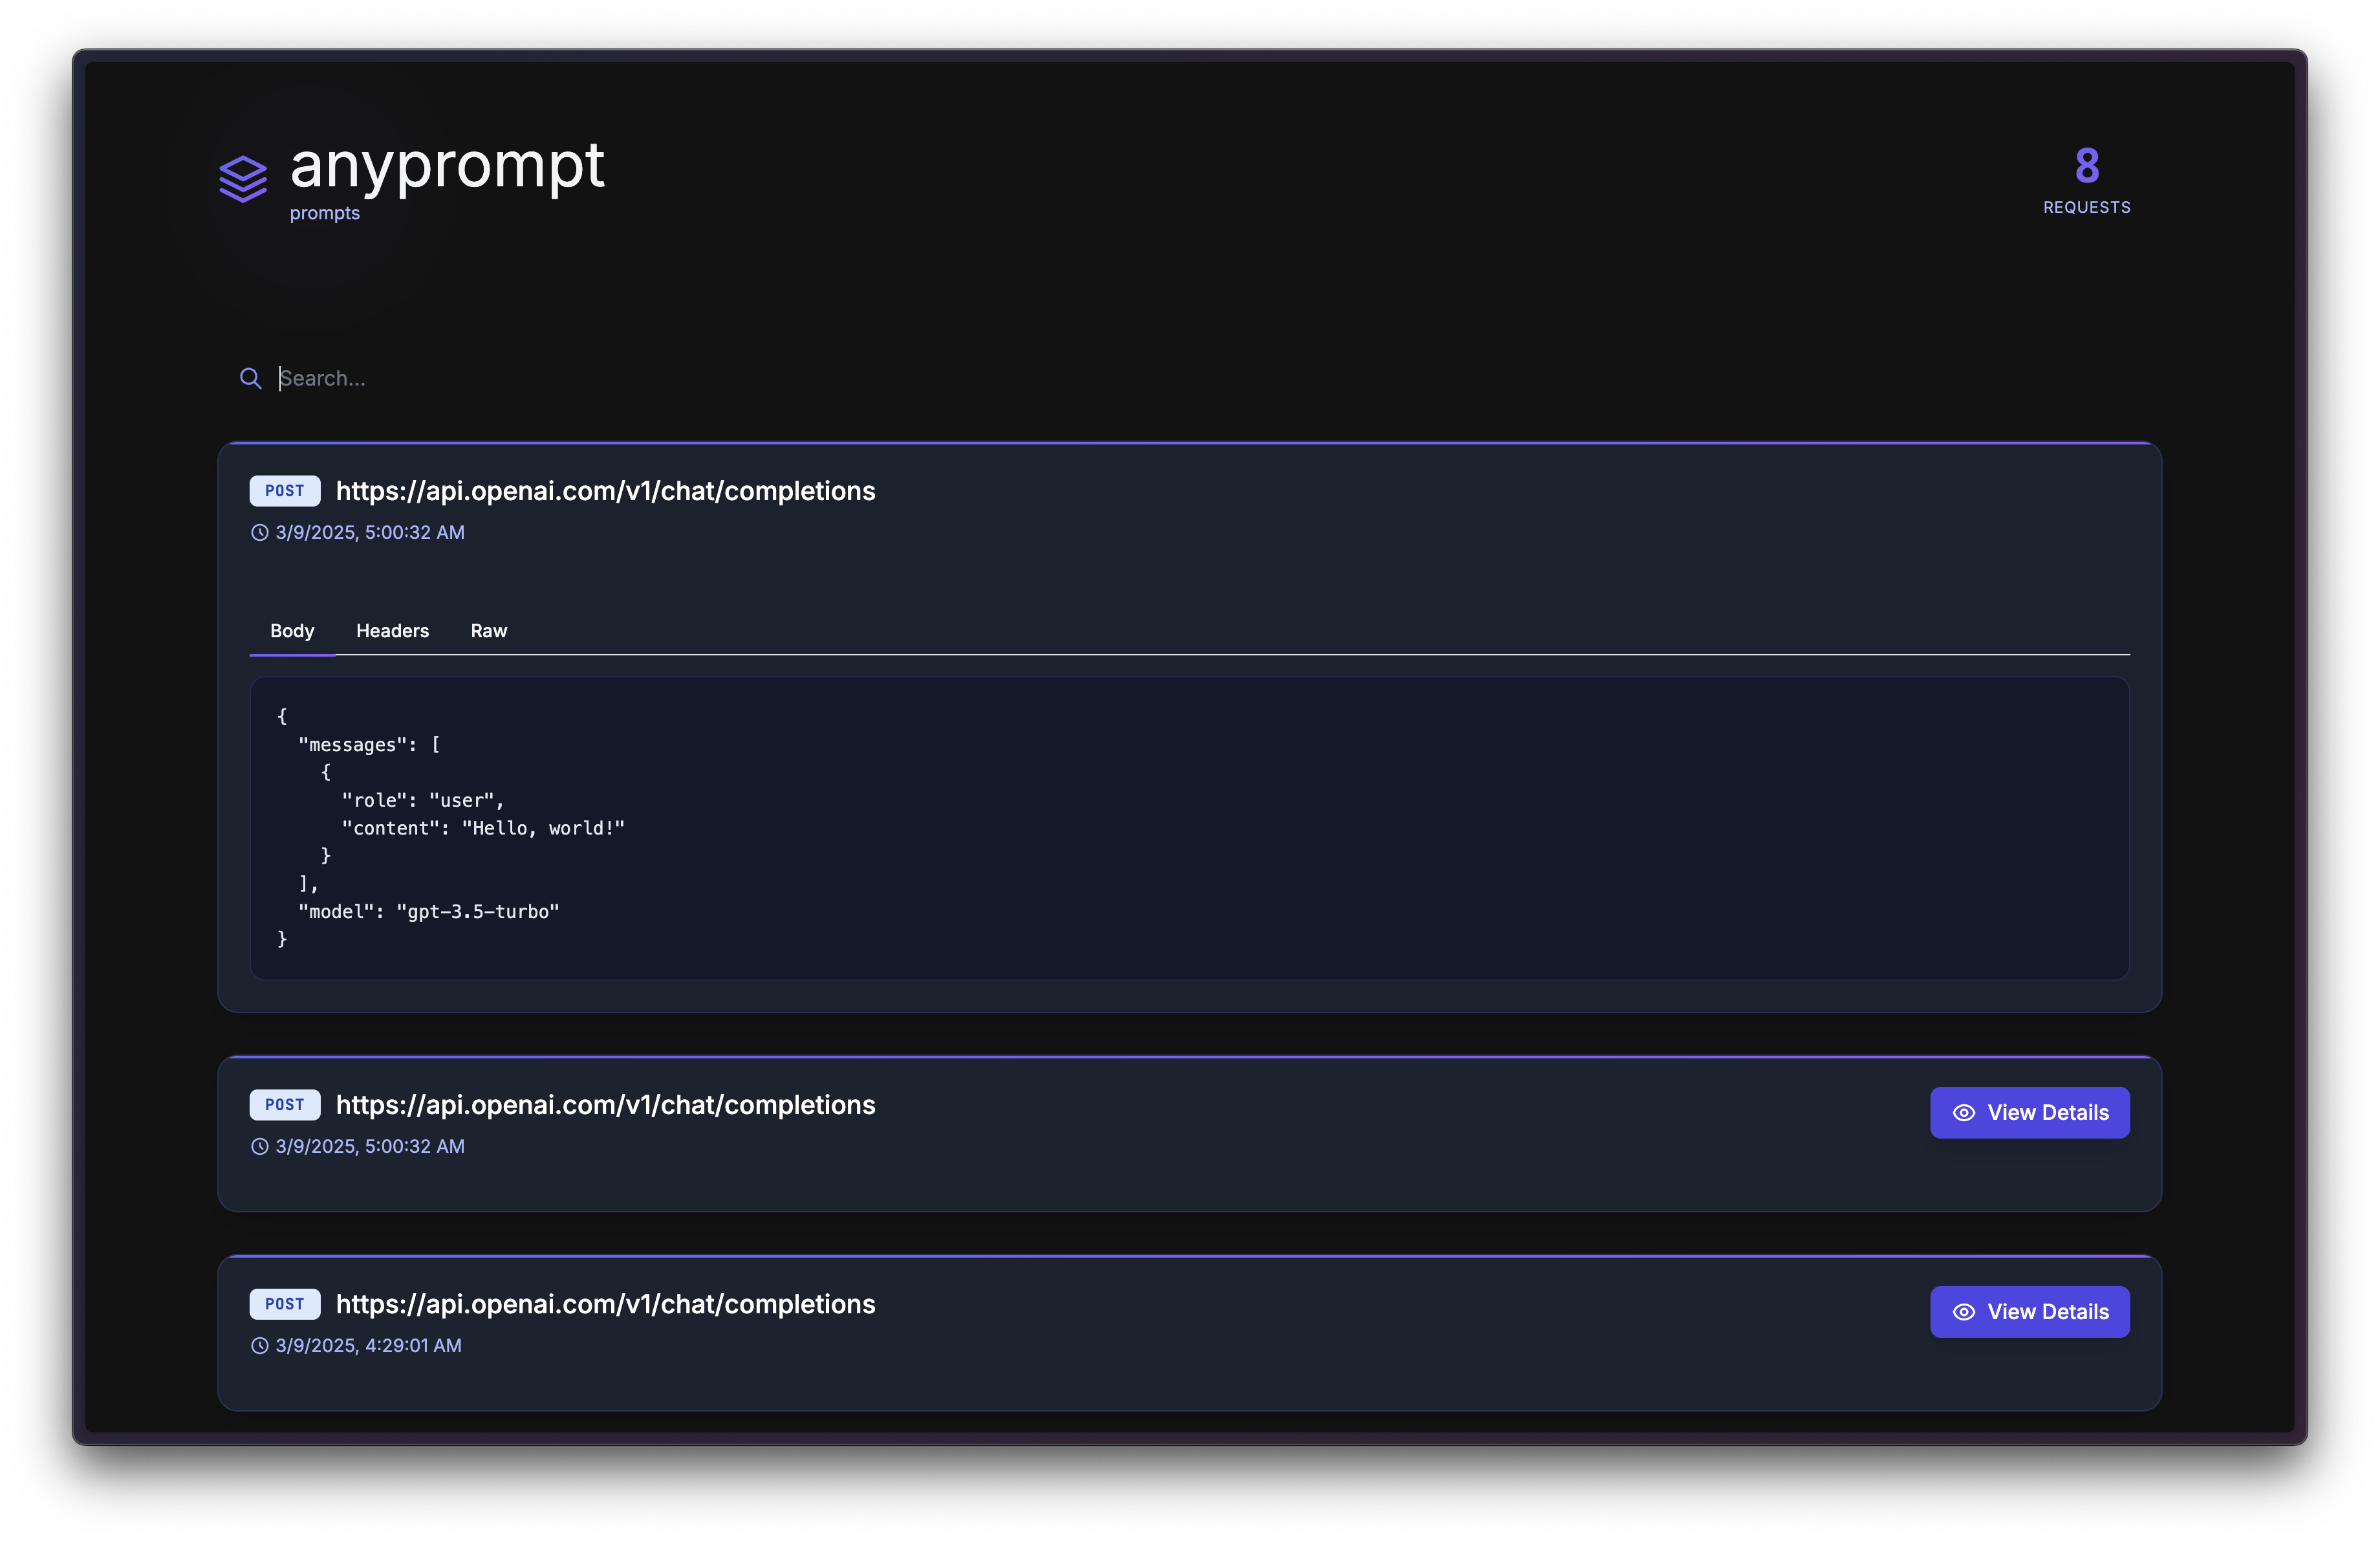 anyprompt
prompts
8
REQUESTS
Search...
POST https://api.openai.com/v1/chat/completions
3/9/2025, 5:00:32 AM
Body Headers Raw
{
  "messages": [
    {
      "role": "user",
      "content": "Hello, world!"
    }
  ],
  "model": "gpt-3.5-turbo"
}
POST https://api.openai.com/v1/chat/completions
View Details
3/9/2025, 5:00:32 AM
POST https://api.openai.com/v1/chat/completions
View Details
3/9/2025, 4:29:01 AM